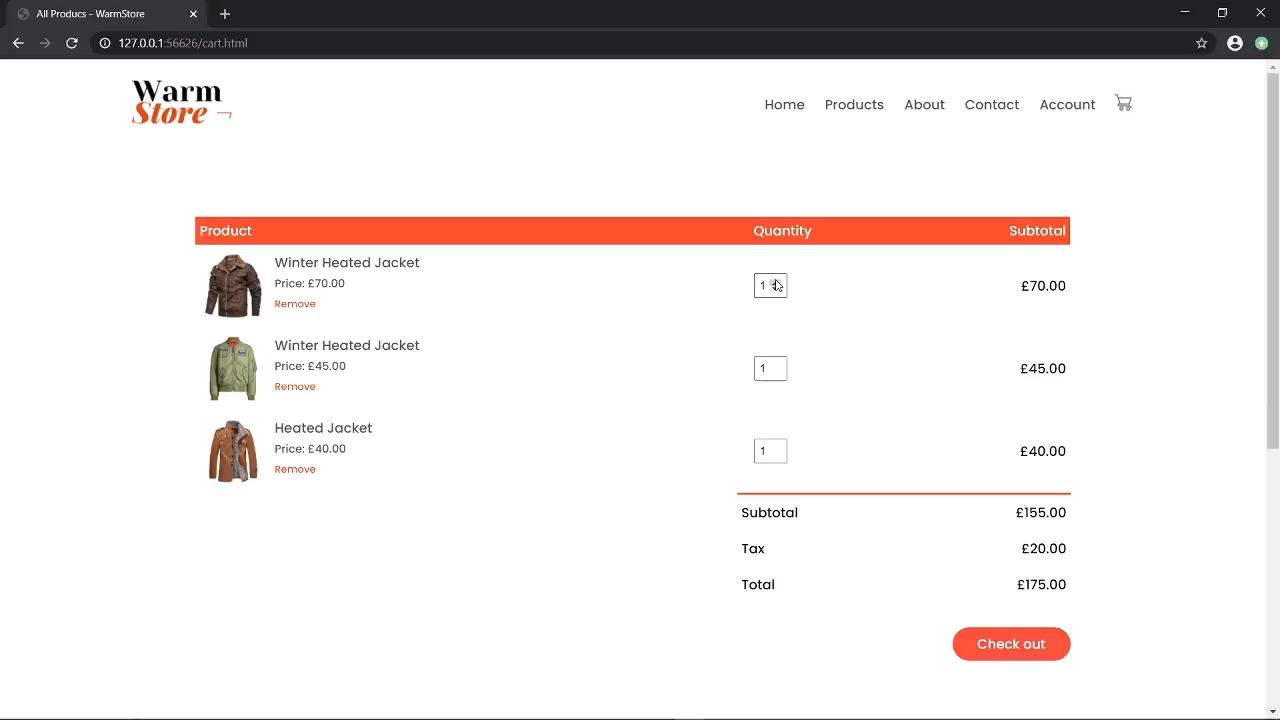 All Producs - WarmStore
127.0.0.1:56626/cart.html
Warm
Store
Home Products About Contact Account
Product Quantity Subtotal
Winter Heated Jacket
Price: £70.00
Remove
1
£70.00
Winter Heated Jacket
Price: £45.00
Remove
1
£45.00
Heated Jacket
Price: £40.00
Remove
1
£40.00
Subtotal £155.00
Tax £20.00
Total £175.00
Check out